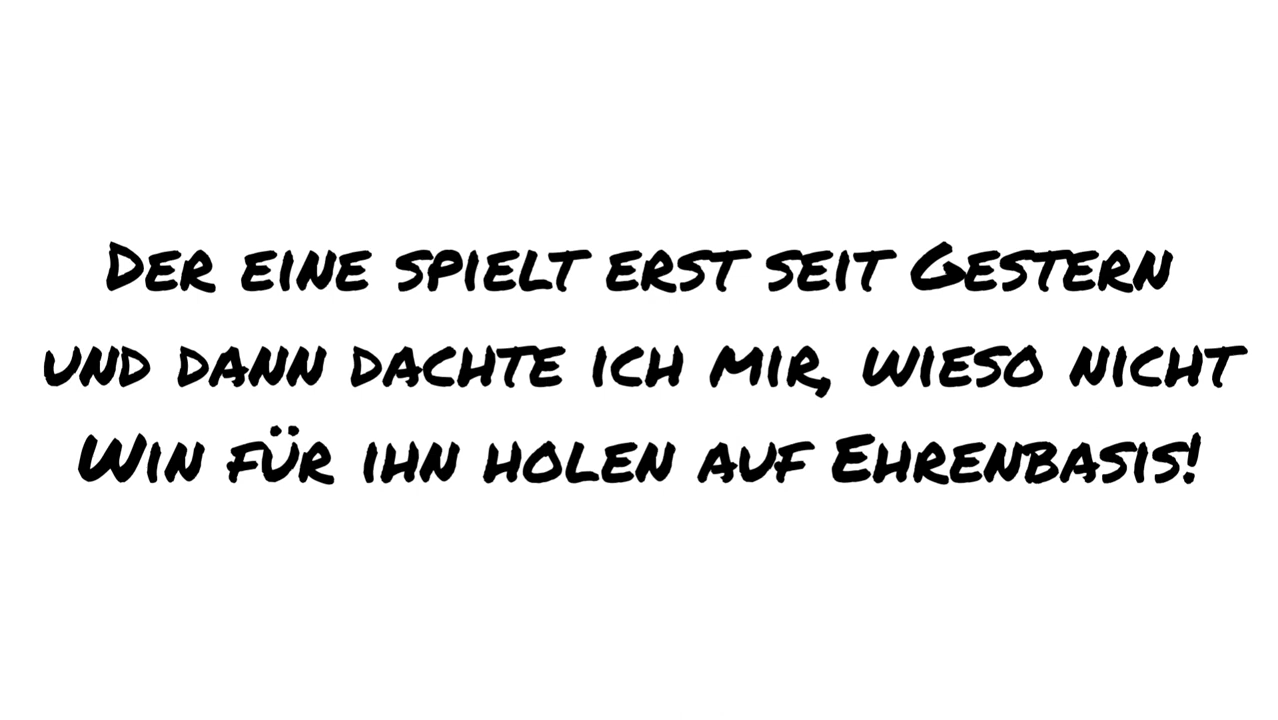 Der eine spielt erst seit Gestern
und dann dachte ich mir, wieso nicht
Win für ihn holen auf Ehrenbasis!